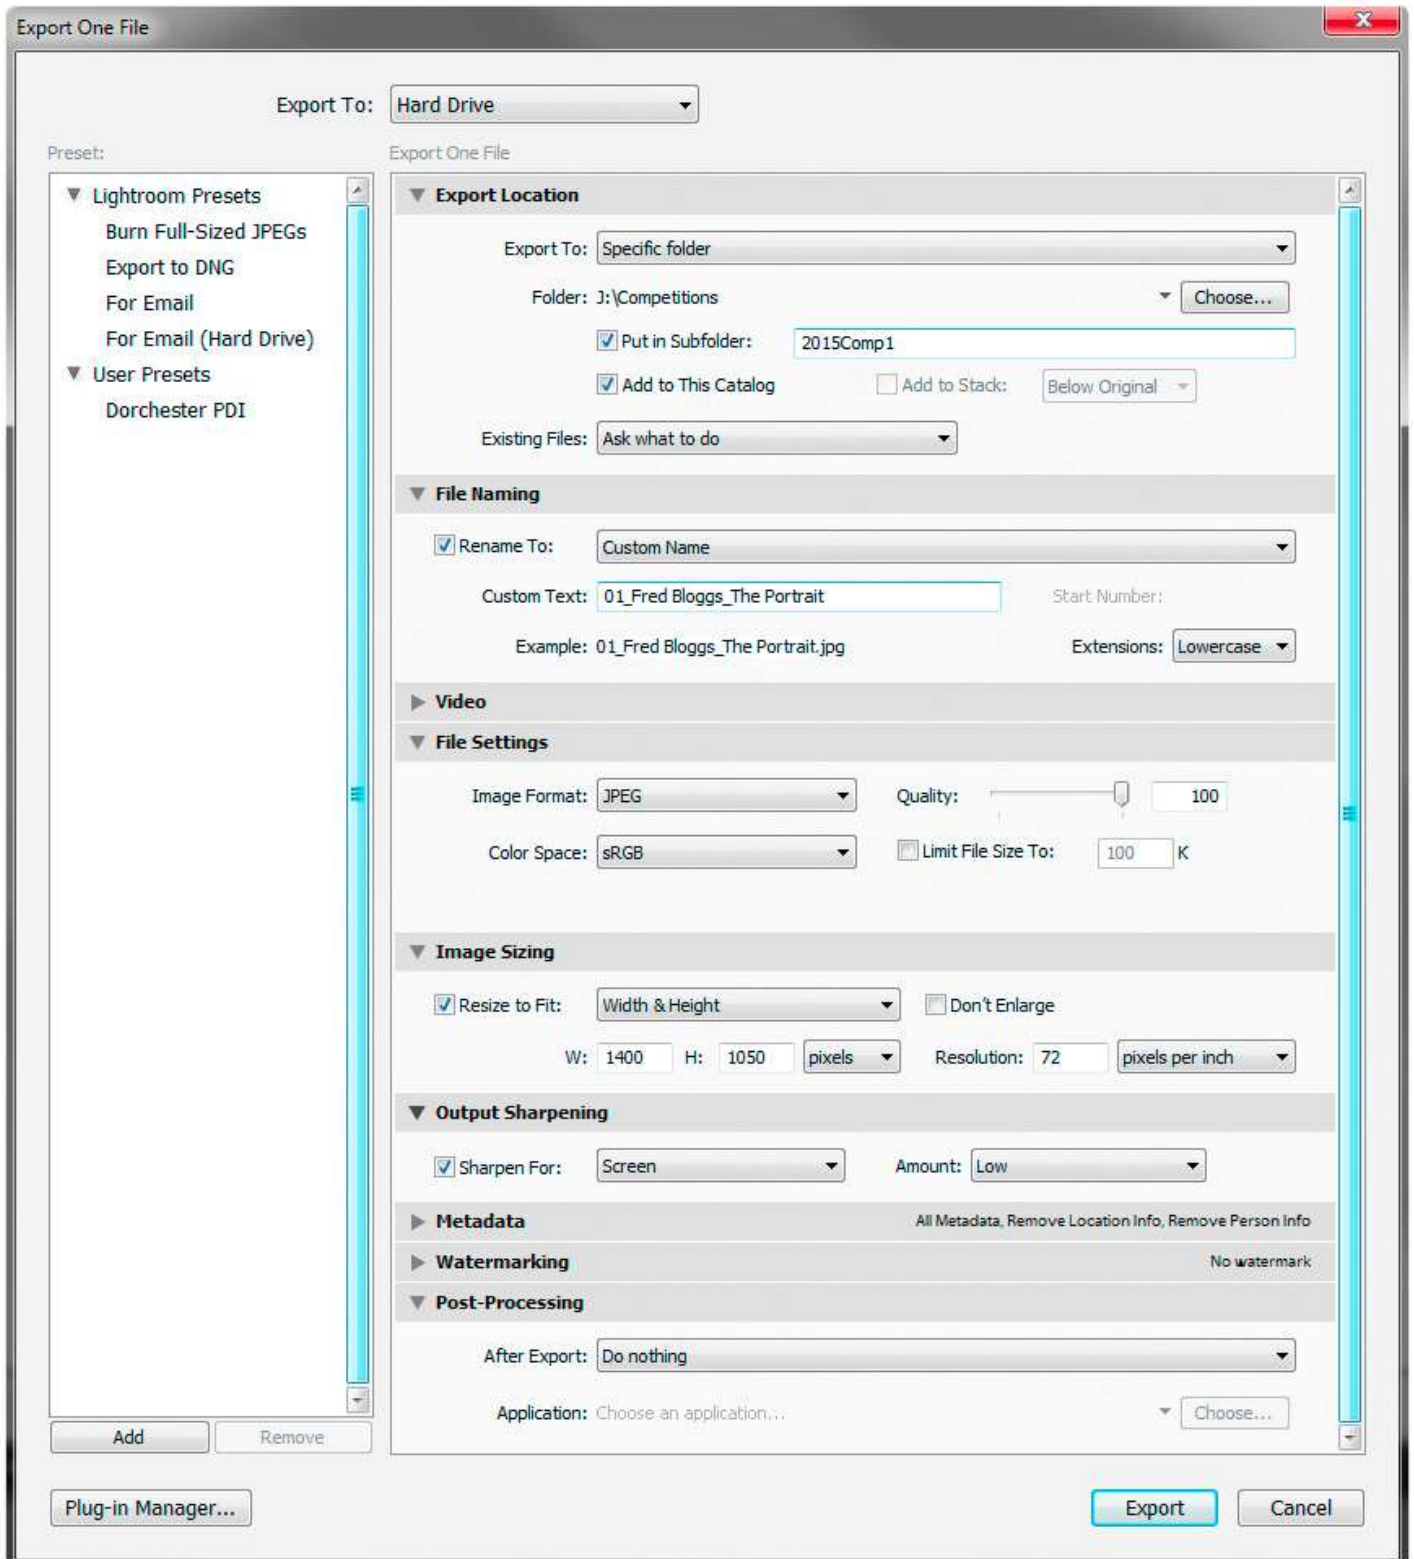 Export One File
Export To: Hard Drive
Preset:
Lightroom Presets
Burn Full-Sized JPEGs
Export to DNG
For Email
For Email (Hard Drive)
User Presets
Dorchester PDI
Add Remove
Export One File
Export Location
Export To: Specific folder
Folder: J:\Competitions Choose...
Put in Subfolder: 2015Comp1
Add to This Catalog Add to Stack: Below Original
Existing Files: Ask what to do
File Naming
Rename To: Custom Name
Custom Text: 01_Fred Bloggs_The Portrait Start Number:
Example: 01_Fred Bloggs_The Portrait.jpg Extensions: Lowercase
Video
File Settings
Image Format: JPEG Quality: 100
Color Space: sRGB Limit File Size To: 100 K
Image Sizing
Resize to Fit: Width & Height Don't Enlarge
W: 1400 H: 1050 pixels Resolution: 72 pixels per inch
Output Sharpening
Sharpen For: Screen Amount: Low
Metadata All Metadata, Remove Location Info, Remove Person Info
Watermarking No watermark
Post-Processing
After Export: Do nothing
Application: Choose an application... Choose...
Plug-in Manager... Export Cancel